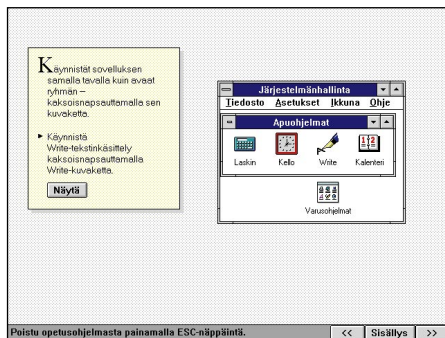 Käynnistät sovelluksen
samalla tavalla kuin avaat
ryhmän –
kaksoisnapsauttamalla sen
kuvaketta.
► Käynnistä
Write-tekstinkäsittely
kaksoisnapsauttamalla
Write-kuvaketta.
Näytä
Järjestelmänhallinta
Tiedosto Asetukset Ikkuna Ohje
Apuohjelmat
Laskin Kello Write Kalenteri
Varusohjelmat
Poistu opetusohjelmasta painamalla ESC-näppäintä. << Sisällys >>